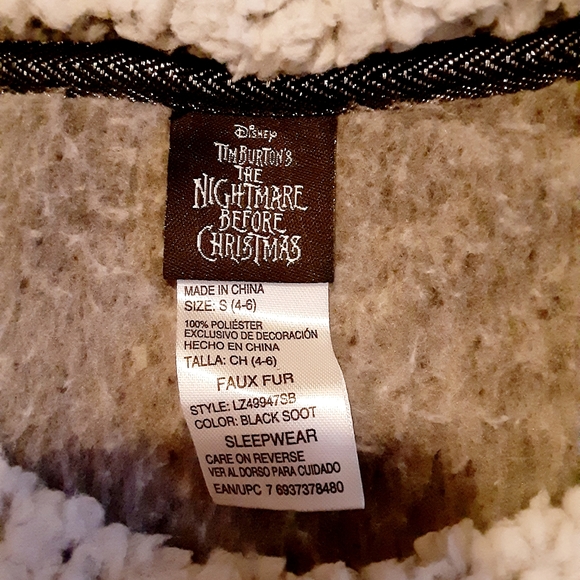 Disney
Tim Burton's
THE
NIGHTMARE
BEFORE
CHRISTMAS
MADE IN CHINA
SIZE: S (4-6)
100% POLIÉSTER
EXCLUSIVO DE DECORACIÓN
HECHO EN CHINA
TALLA: CH (4-6)
FAUX FUR
STYLE: LZ49947SB
COLOR: BLACK SOOT
SLEEPWEAR
CARE ON REVERSE
VER AL DORSO PARA CUIDADO
EAN/UPC 7 6937378480